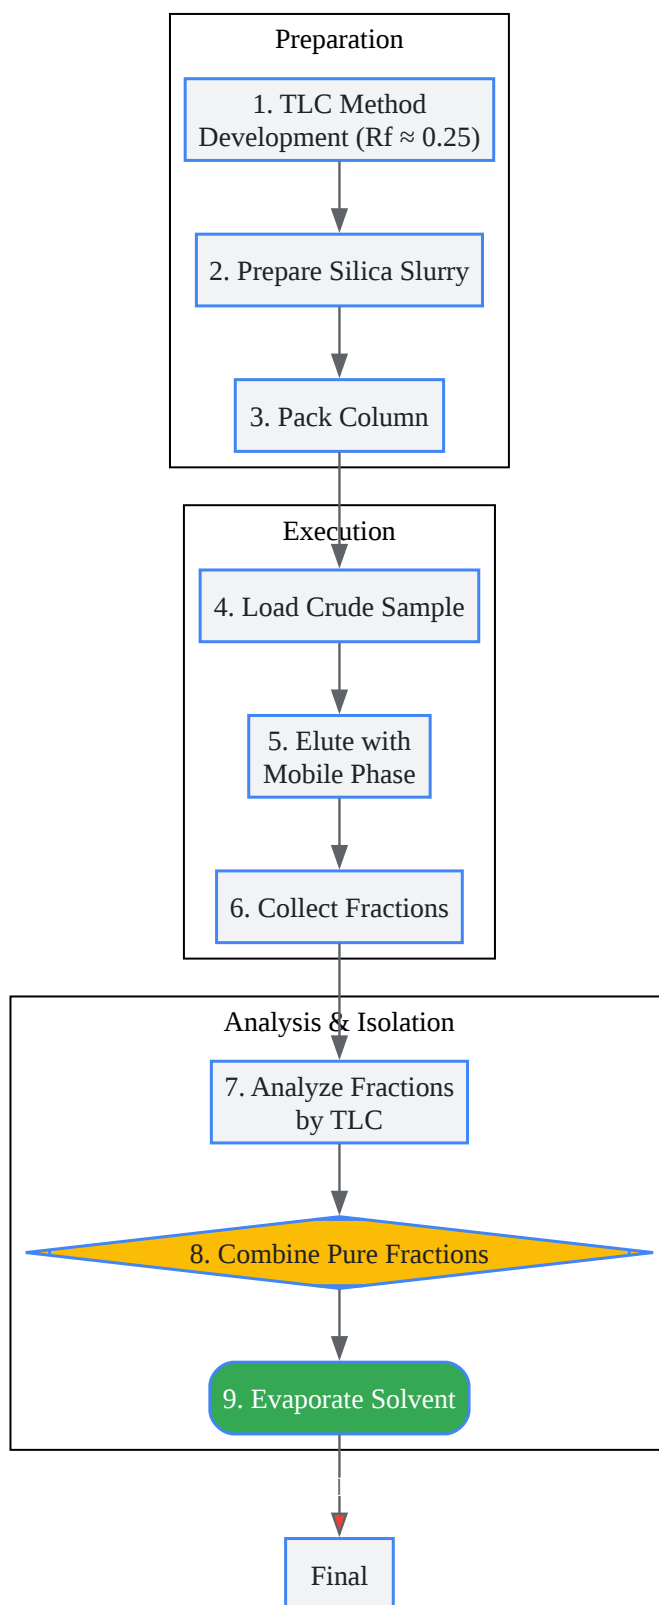 Preparation
1. TLC Method
Development (Rf ≈ 0.25)
2. Prepare Silica Slurry
3. Pack Column
Execution
4. Load Crude Sample
5. Elute with
Mobile Phase
6. Collect Fractions
Analysis & Isolation
7. Analyze Fractions
by TLC
8. Combine Pure Fractions
9. Evaporate Solvent
Final